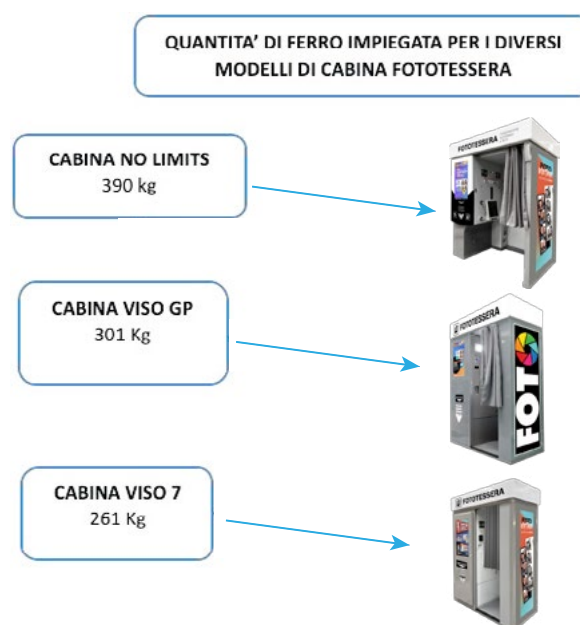 QUANTITA' DI FERRO IMPIEGATA PER I DIVERSI
MODELLI DI CABINA FOTOTESSERA
CABINA NO LIMITS
390 kg
FOTOTESSERA
CABINA VISO GP
301 Kg
FOTOTESSERA
FOTO
CABINA VISO 7
261 Kg
FOTOTESSERA